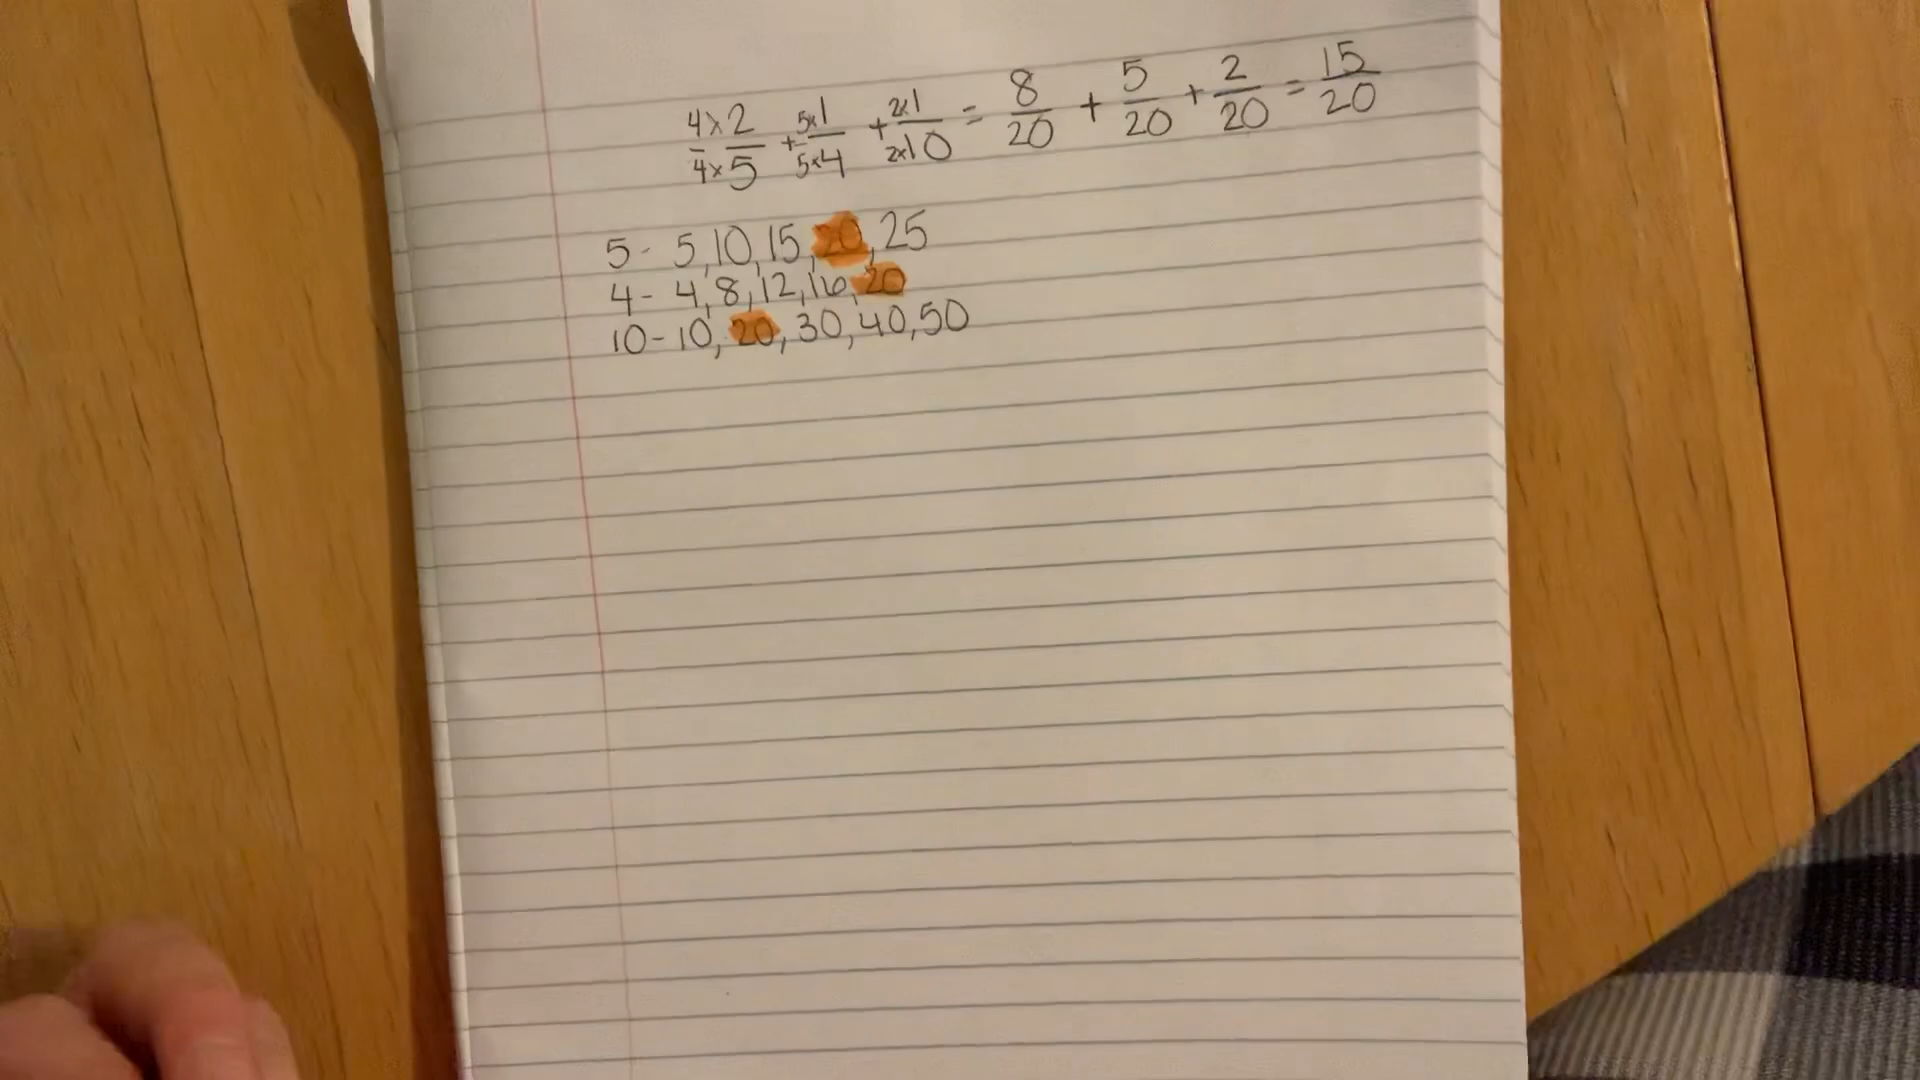 4×2/4×5 + 5×1/5×4 + 2×1/2×10 = 8/20 + 5/20 + 2/20 = 15/20
5 - 5,10,15,20,25
4 - 4,8,12,16,20
10 - 10, 20, 30, 40, 50